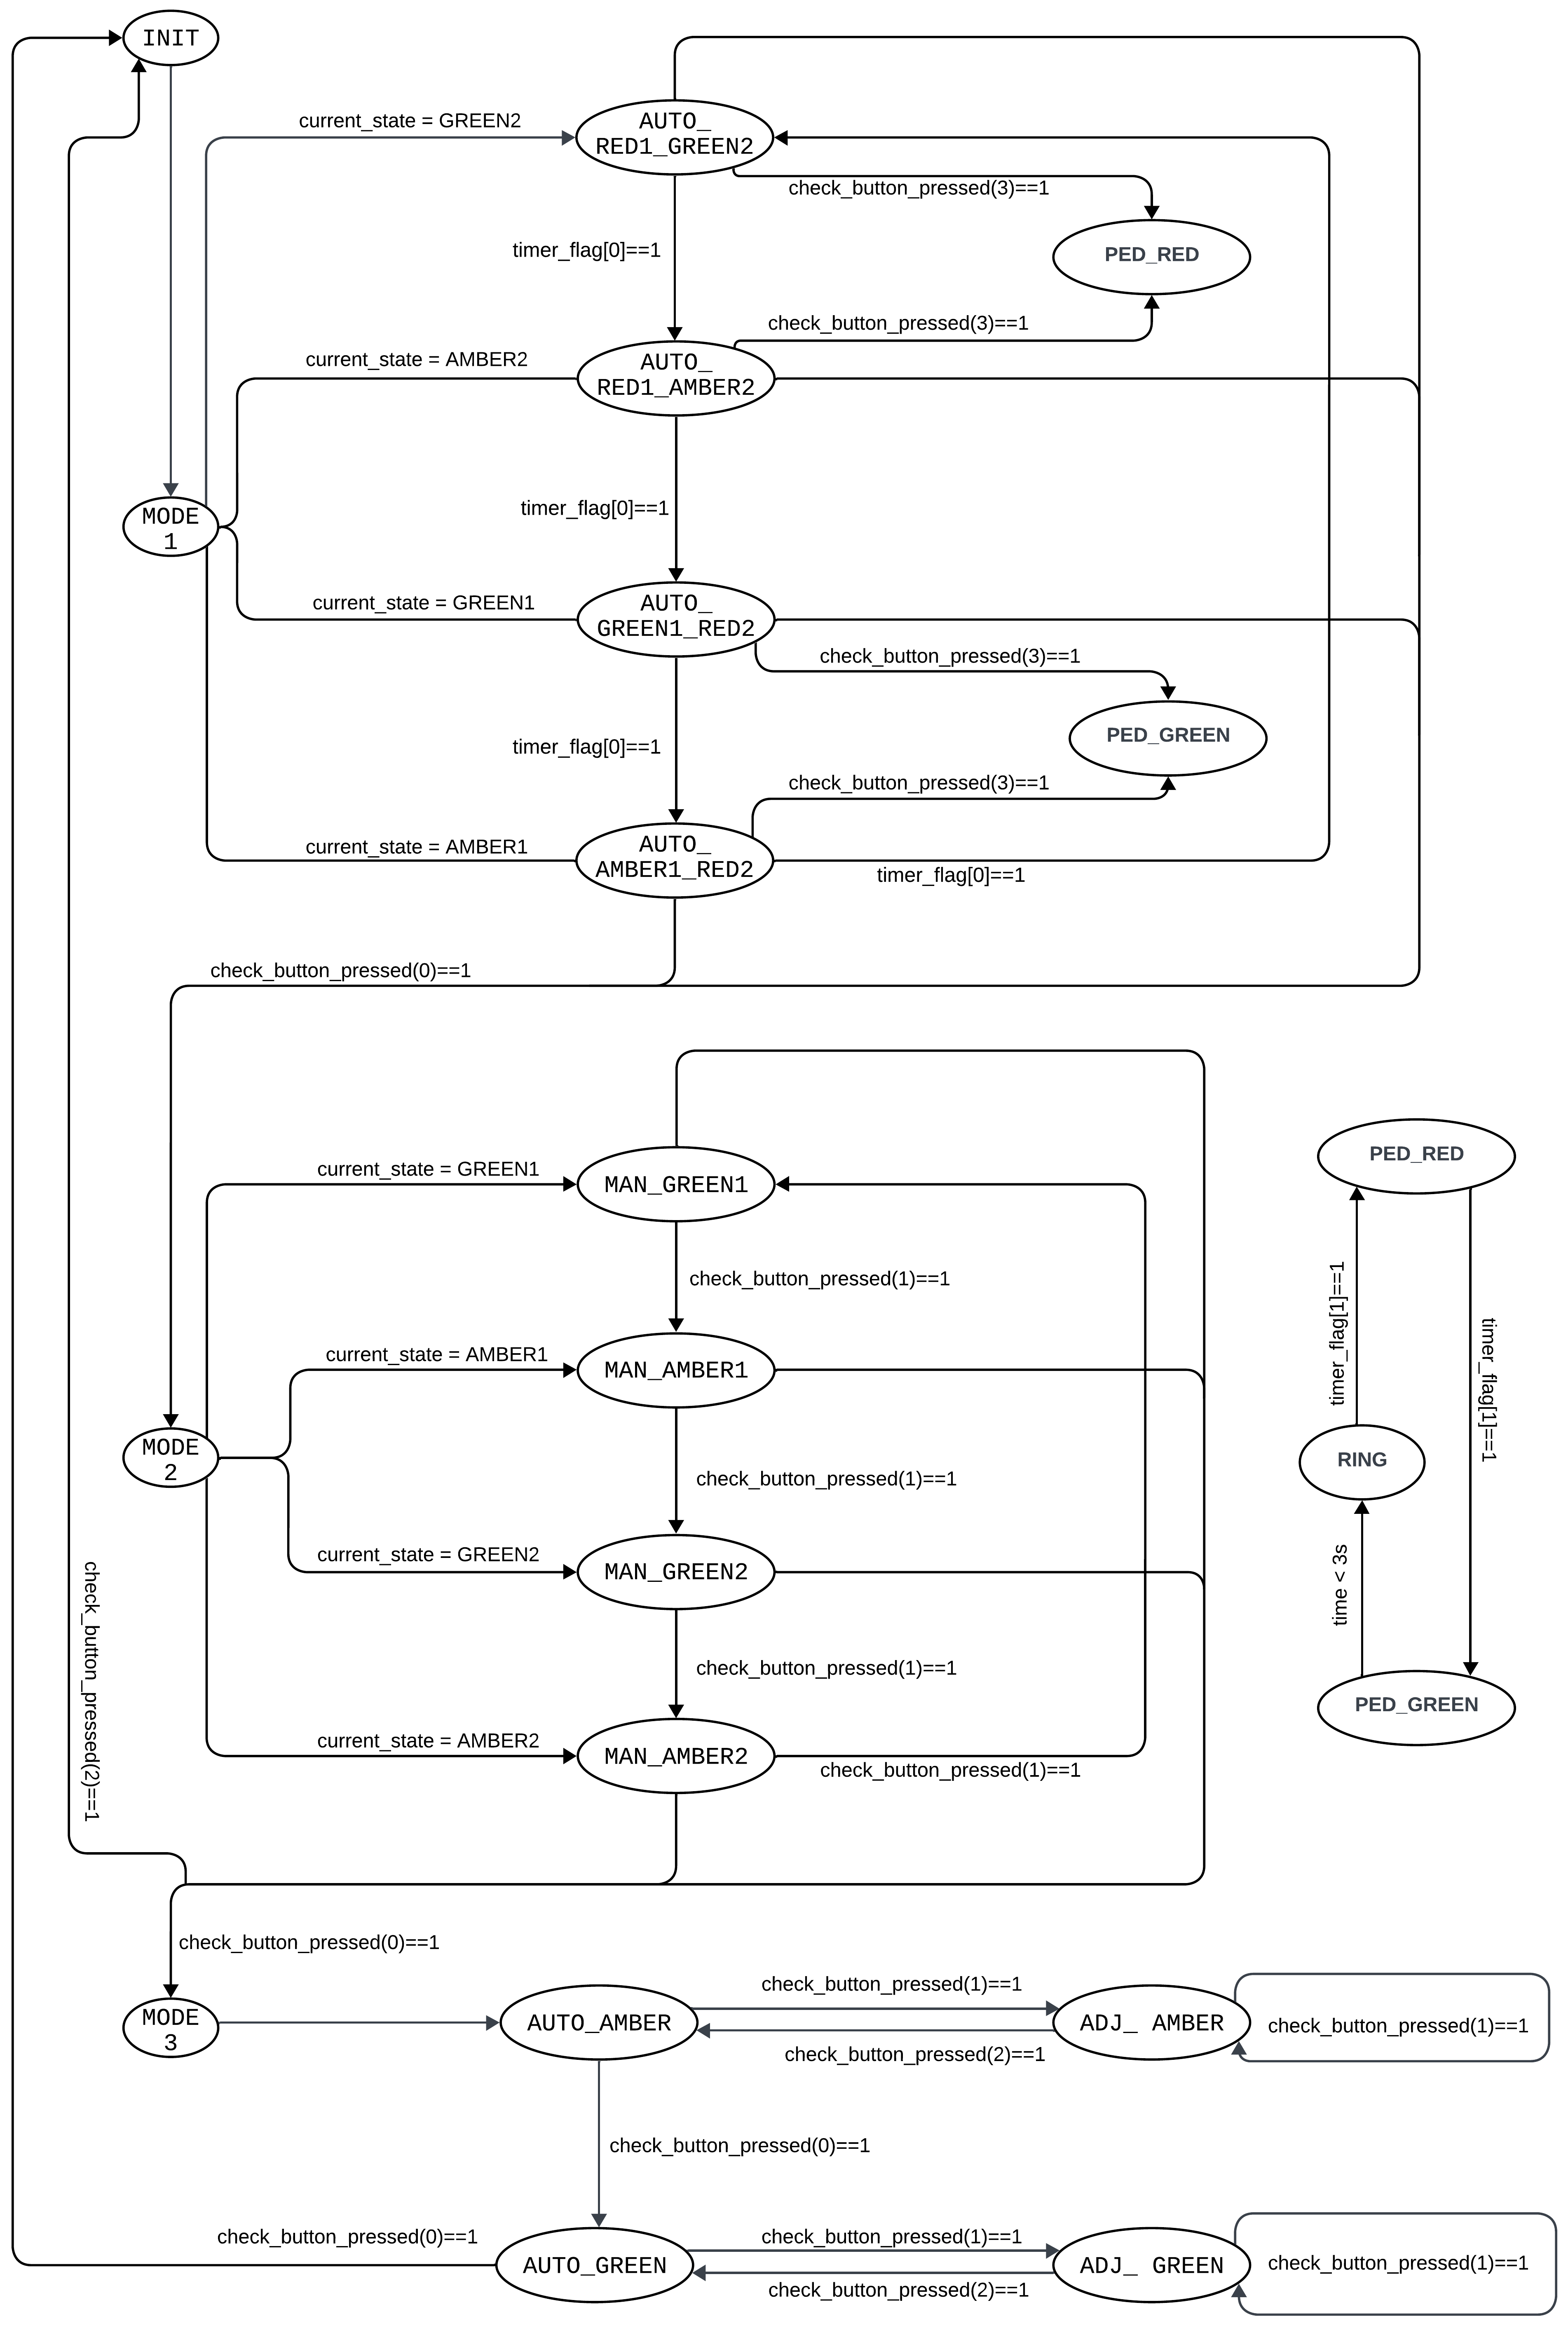 INIT
current_state = GREEN2
AUTO_
RED1_GREEN2
check_button_pressed(3)==1
PED_RED
timer_flag[0]==1
check_button_pressed(3)==1
current_state = AMBER2
AUTO_
RED1_AMBER2
timer_flag[0]==1
MODE
1
current_state = GREEN1
AUTO_
GREEN1_RED2
check_button_pressed(3)==1
PED_GREEN
timer_flag[0]==1
check_button_pressed(3)==1
current_state = AMBER1
AUTO_
AMBER1_RED2
timer_flag[0]==1
check_button_pressed(0)==1
current_state = GREEN1
MAN_GREEN1
check_button_pressed(1)==1
current_state = AMBER1
MAN_AMBER1
MODE
2
check_button_pressed(1)==1
current_state = GREEN2
MAN_GREEN2
check_button_pressed(1)==1
current_state = AMBER2
MAN_AMBER2
check_button_pressed(1)==1
PED_RED
timer_flag[1]==1
timer_flag[1]==1
RING
time < 3s
PED_GREEN
check_button_pressed(2)==1
check_button_pressed(0)==1
MODE
3
AUTO_AMBER
check_button_pressed(1)==1
ADJ_ AMBER
check_button_pressed(1)==1
check_button_pressed(2)==1
check_button_pressed(0)==1
check_button_pressed(0)==1
AUTO_GREEN
check_button_pressed(1)==1
ADJ_ GREEN
check_button_pressed(1)==1
check_button_pressed(2)==1